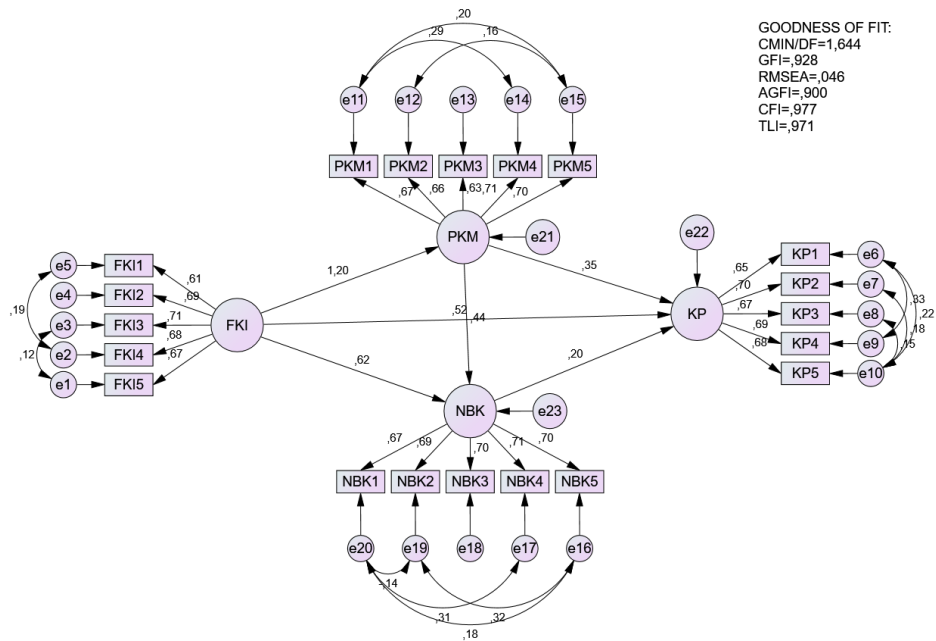 ,20
,29
,16
e11
e12
e13
e14
e15
PKM1
PKM2
PKM3
PKM4
PKM5
,67
,66
,63
,71
,70
PKM
e21
GOODNESS OF FIT:
CMIN/DF=1,644
GFI=,928
RMSEA=,046
AGFI=,900
CFI=,977
TLI=,971
e5
FKI1
e4
FKI2
e3
FKI3
e2
FKI4
e1
FKI5
,19
,12
,61
,69
,71
,68
,67
FKI
1,20
,35
,52
,44
,62
,20
e22
KP
,65
,70
,67
,69
,68
KP1
e6
KP2
e7
KP3
e8
KP4
e9
KP5
e10
,33
,22
,18
,15
NBK
e23
,67
,69
,70
,71
,70
NBK1
NBK2
NBK3
NBK4
NBK5
e20
e19
e18
e17
e16
-,14
,31
,32
,18